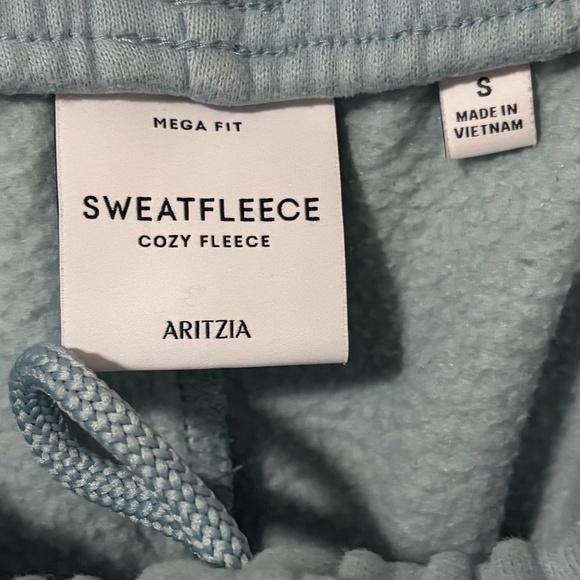 MEGA FIT
SWEATFLEECE
COZY FLEECE
ARITZIA
S
MADE IN
VIETNAM